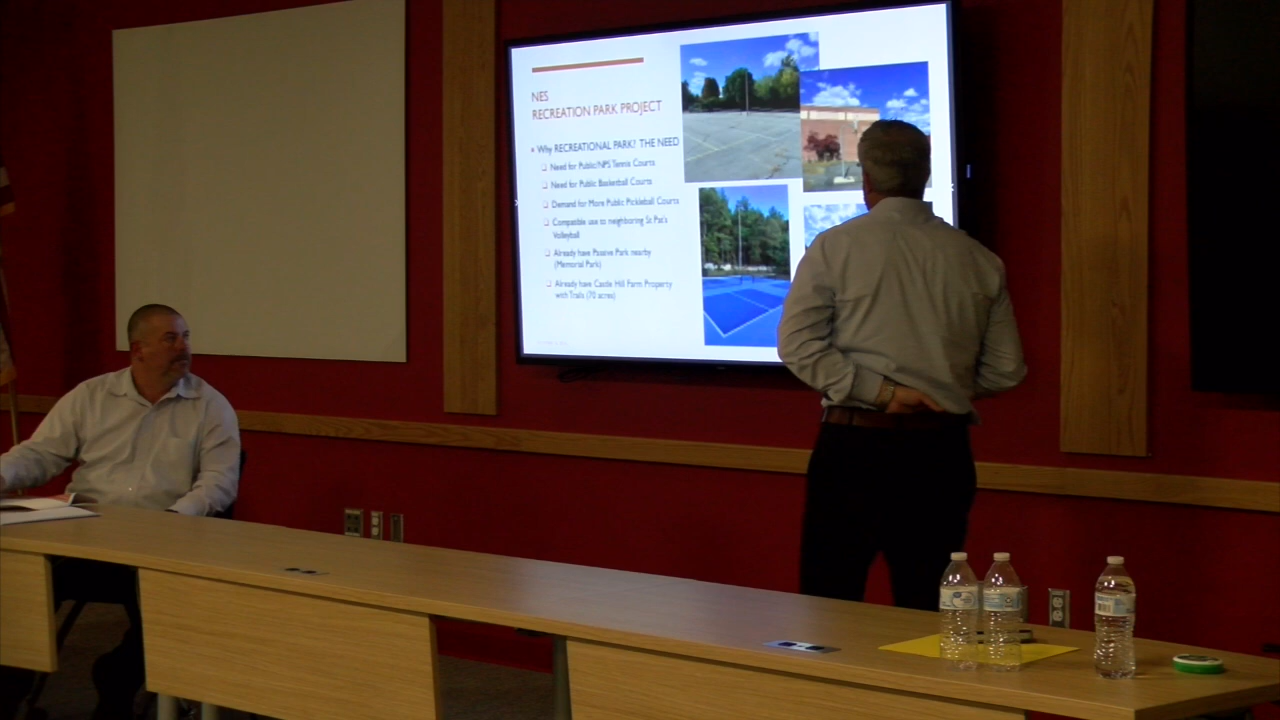 NES
RECREATION PARK PROJECT
Why RECREATIONAL PARK? THE NEED
Need for Public/NPS Tennis Courts
Need for Public Basketball Courts
Demand for More Public Pickleball Courts
Compatible use to neighboring St Pat's
Volleyball
Already have Passive Park nearby
(Memorial Park)
Already have Castle Hill Farm Property
with Trails (70 acres)